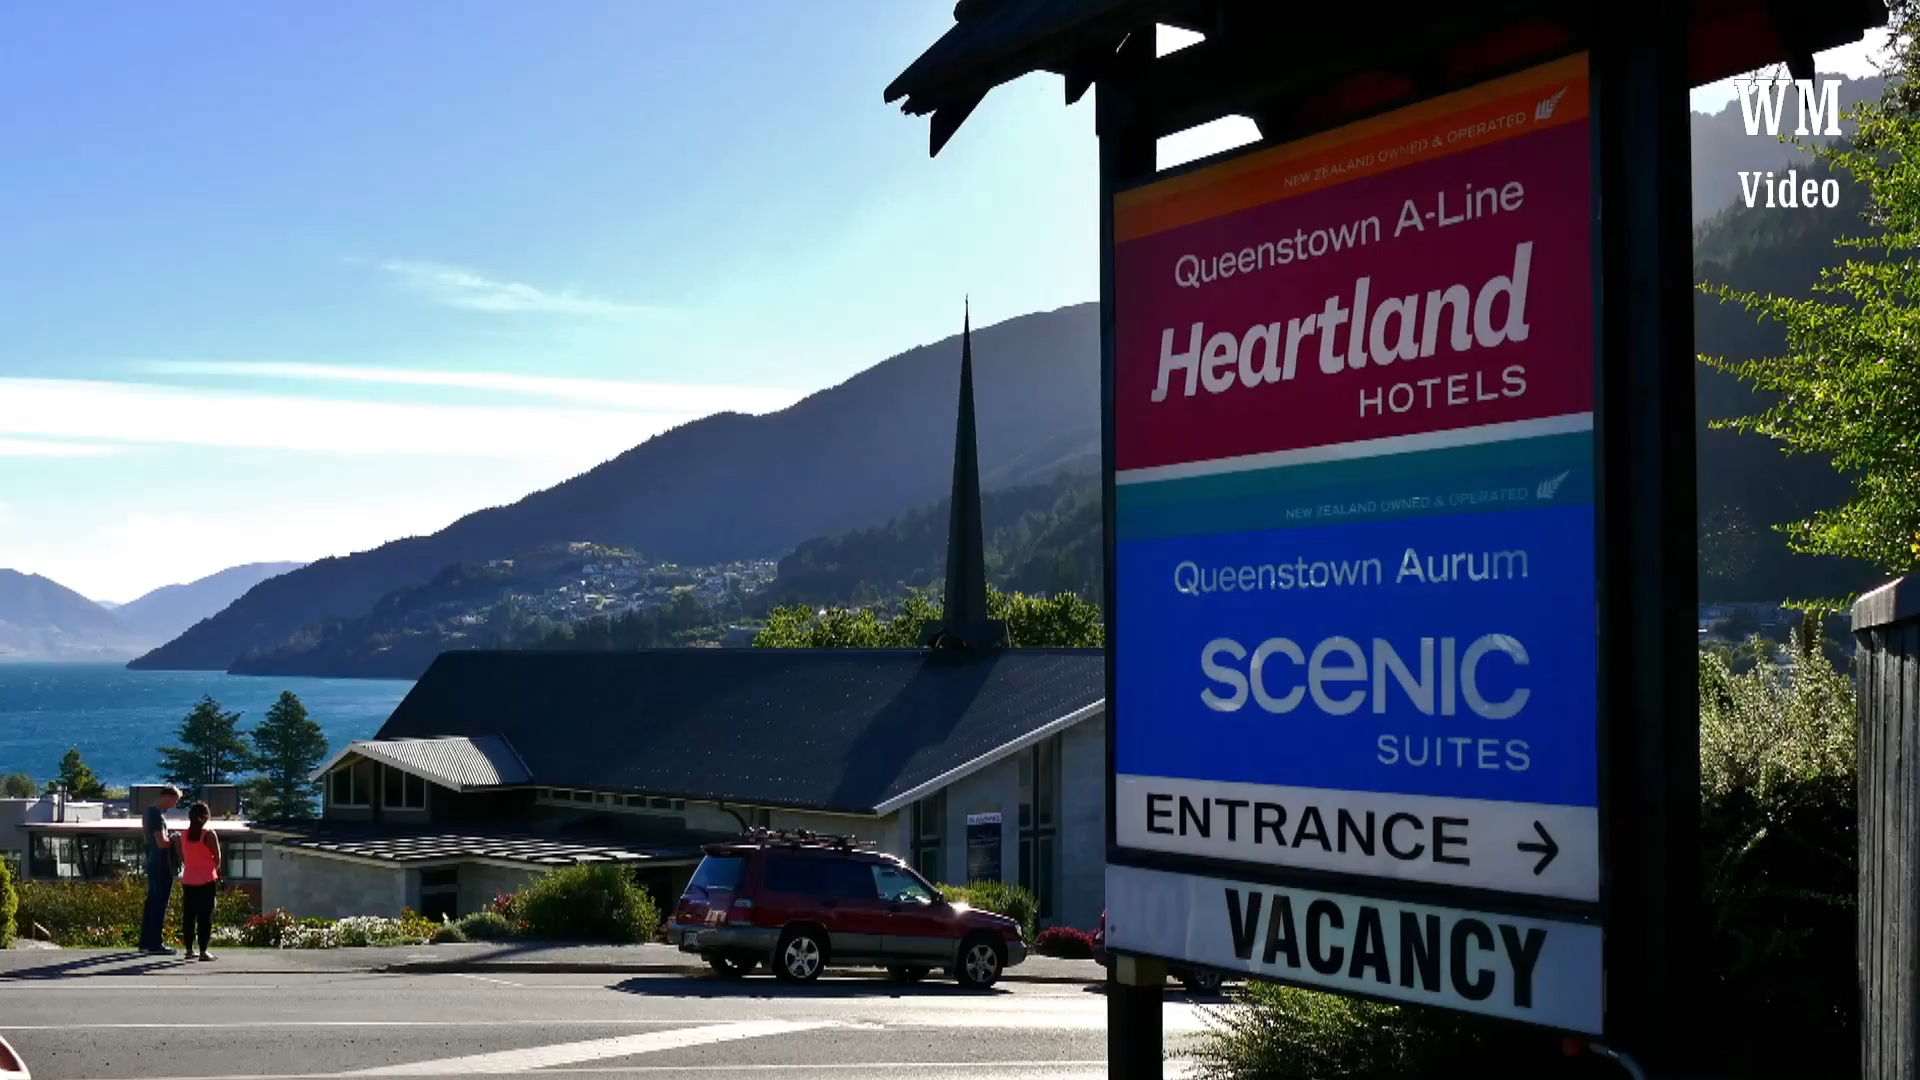 WM
Video
NEW ZEALAND OWNED & OPERATED
Queenstown A-Line
Heartland
HOTELS
NEW ZEALAND OWNED & OPERATED
Queenstown Aurum
SCENIC
SUITES
ENTRANCE →
VACANCY